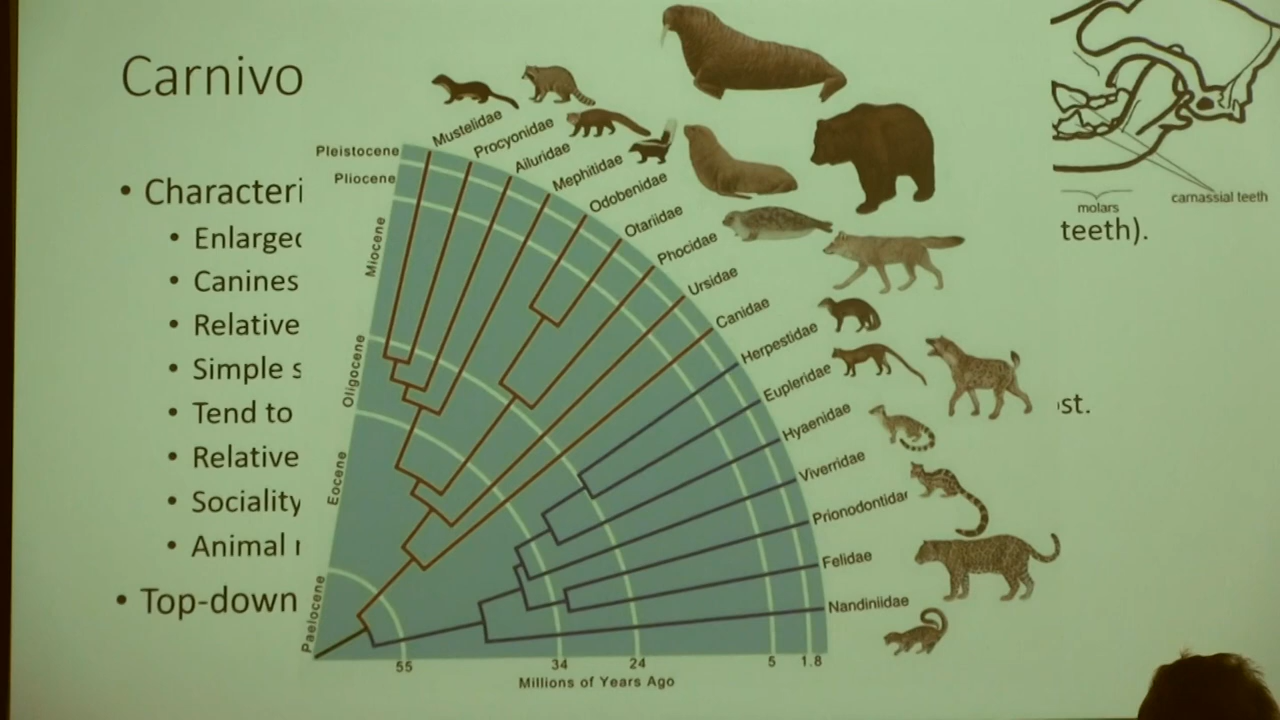 Carnivo
• Characteri
• Enlarged
• Canines
• Relative
• Simple s
• Tend to
• Relative
• Sociality
• Animal
• Top-down
teeth).
st.
molars
carnassial teeth
Pleistocene
Pliocene
Miocene
Oligocene
Eocene
Paelocene
Mustelidae
Procyonidae
Ailuridae
Mephitidae
Odobenidae
Otariidae
Phocidae
Ursidae
Canidae
Herpestidae
Eupleridae
Hyaenidae
Viverridae
Prionodontidae
Felidae
Nandiniidae
55 34 24 5 1.8
Millions of Years Ago